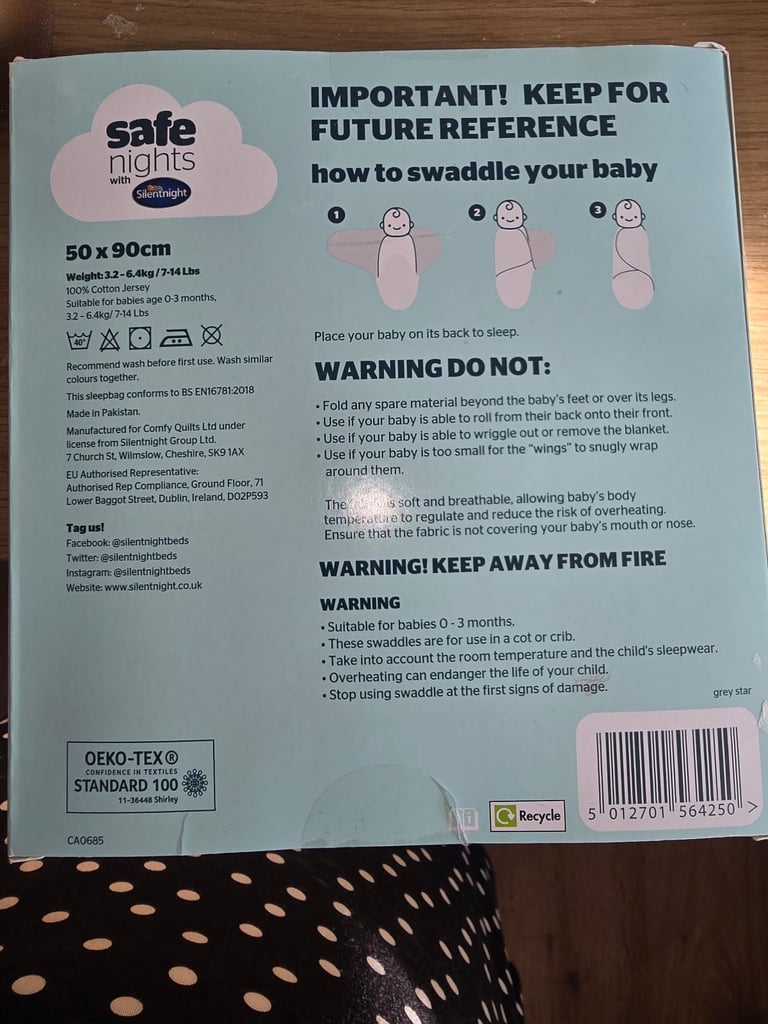 safe
nights
with
Silentnight
50 x 90cm
Weight: 3.2 - 6.4kg / 7-14 Lbs
100% Cotton Jersey
Suitable for babies age 0-3 months,
3.2 - 6.4kg/ 7-14 Lbs
40°
Recommend wash before first use. Wash similar
colours together.
This sleepbag conforms to BS EN16781:2018
Made in Pakistan.
Manufactured for Comfy Quilts Ltd under
license from Silentnight Group Ltd.
7 Church St, Wilmslow, Cheshire, SK9 1AX
EU Authorised Representative:
Authorised Rep Compliance, Ground Floor, 71
Lower Baggot Street, Dublin, Ireland, D02P593
Tag us!
Facebook: @silentnightbeds
Twitter: @silentnightbeds
Instagram: @silentnightbeds
Website: www.silentnight.co.uk
OEKO-TEX®
CONFIDENCE IN TEXTILES
STANDARD 100
11-36448 Shirley
CA0685
IMPORTANT! KEEP FOR
FUTURE REFERENCE
how to swaddle your baby
1 2 3
Place your baby on its back to sleep.
WARNING DO NOT:
• Fold any spare material beyond the baby's feet or over its legs.
• Use if your baby is able to roll from their back onto their front.
• Use if your baby is able to wriggle out or remove the blanket.
• Use if your baby is too small for the "wings" to snugly wrap
around them.
The is soft and breathable, allowing baby's body
temperature to regulate and reduce the risk of overheating.
Ensure that the fabric is not covering your baby's mouth or nose.
WARNING! KEEP AWAY FROM FIRE
WARNING
• Suitable for babies 0 - 3 months.
• These swaddles are for use in a cot or crib.
• Take into account the room temperature and the child's sleepwear.
• Overheating can endanger the life of your child.
• Stop using swaddle at the first signs of damage.
grey star
Recycle
5 012701 564250 >